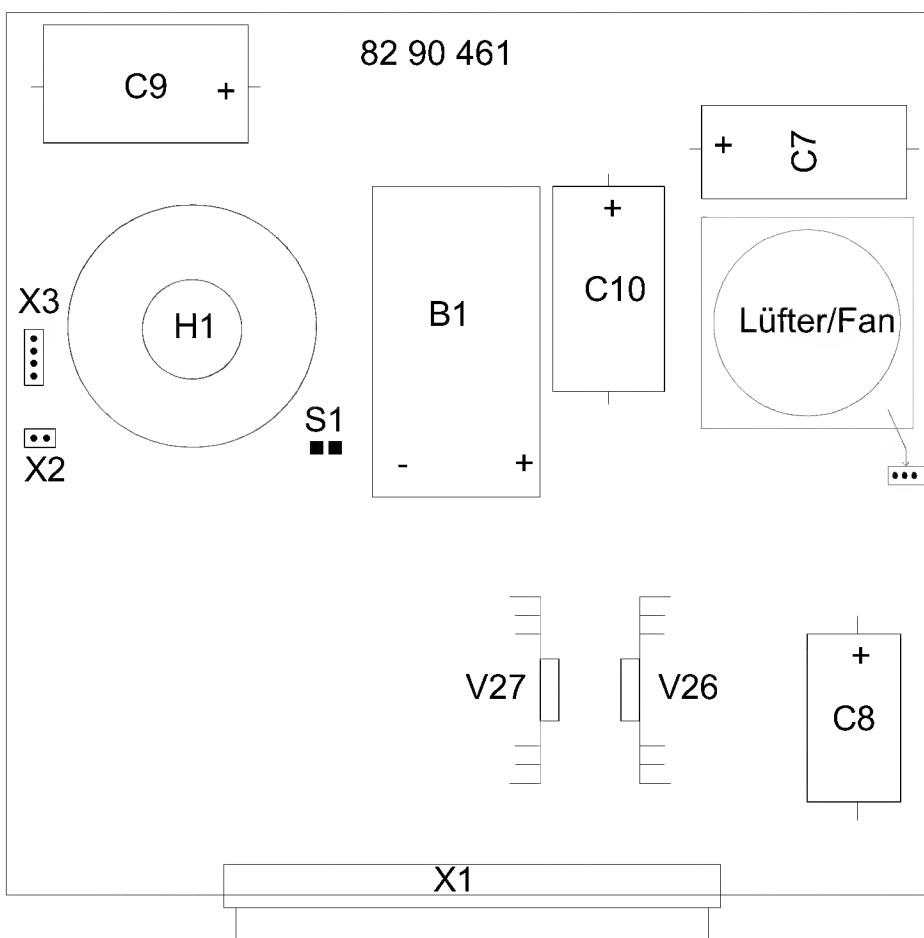 82 90 461
C9
+
+
C7
+
C10
B1
H1
X3
Lüfter/Fan
S1
X2
-
+
V27
V26
+
C8
X1